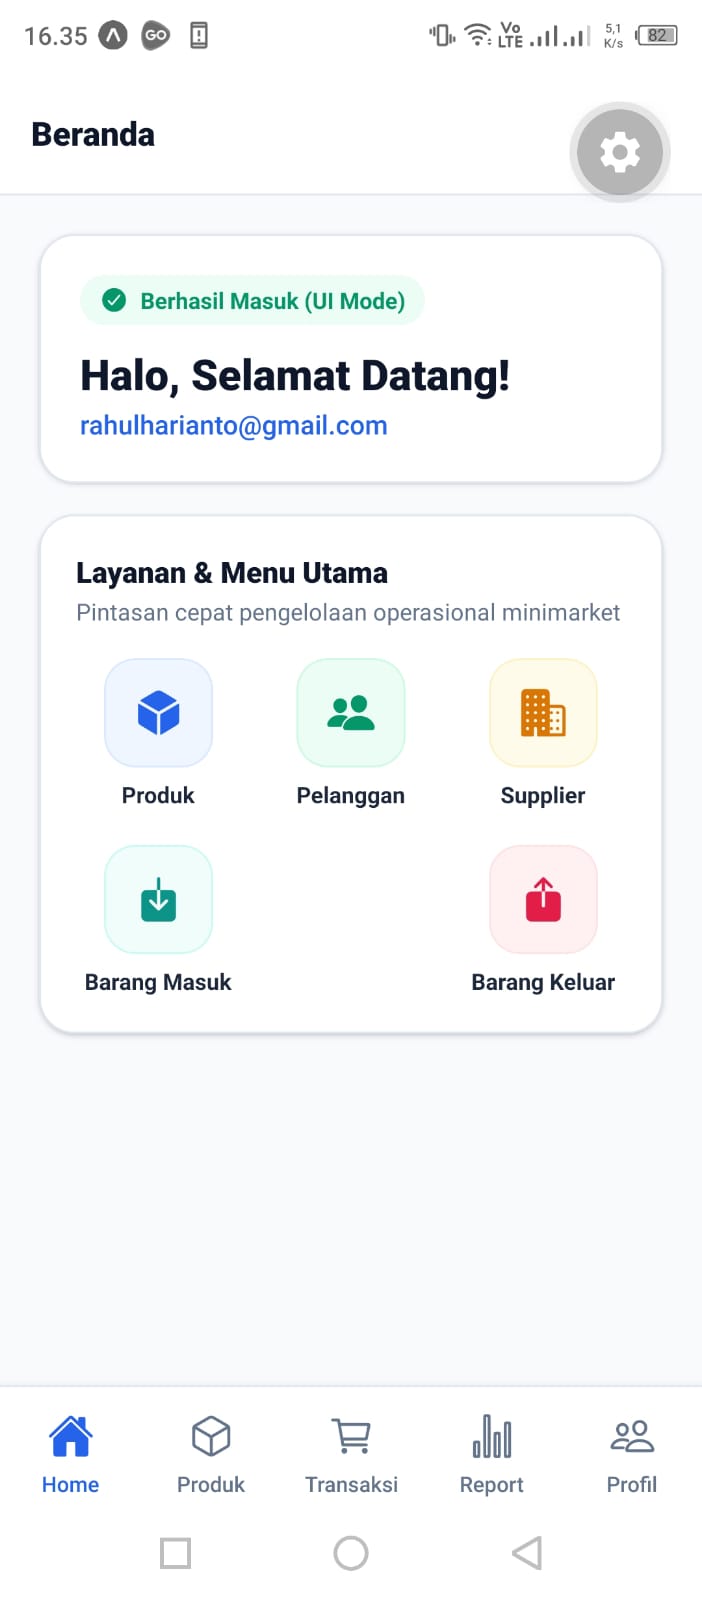 16.35 GO Vo LTE 5,1 K/s 82
Beranda
Berhasil Masuk (UI Mode)
Halo, Selamat Datang!
rahulharianto@gmail.com
Layanan & Menu Utama
Pintasan cepat pengelolaan operasional minimarket
Produk Pelanggan Supplier
Barang Masuk Barang Keluar
Home Produk Transaksi Report Profil